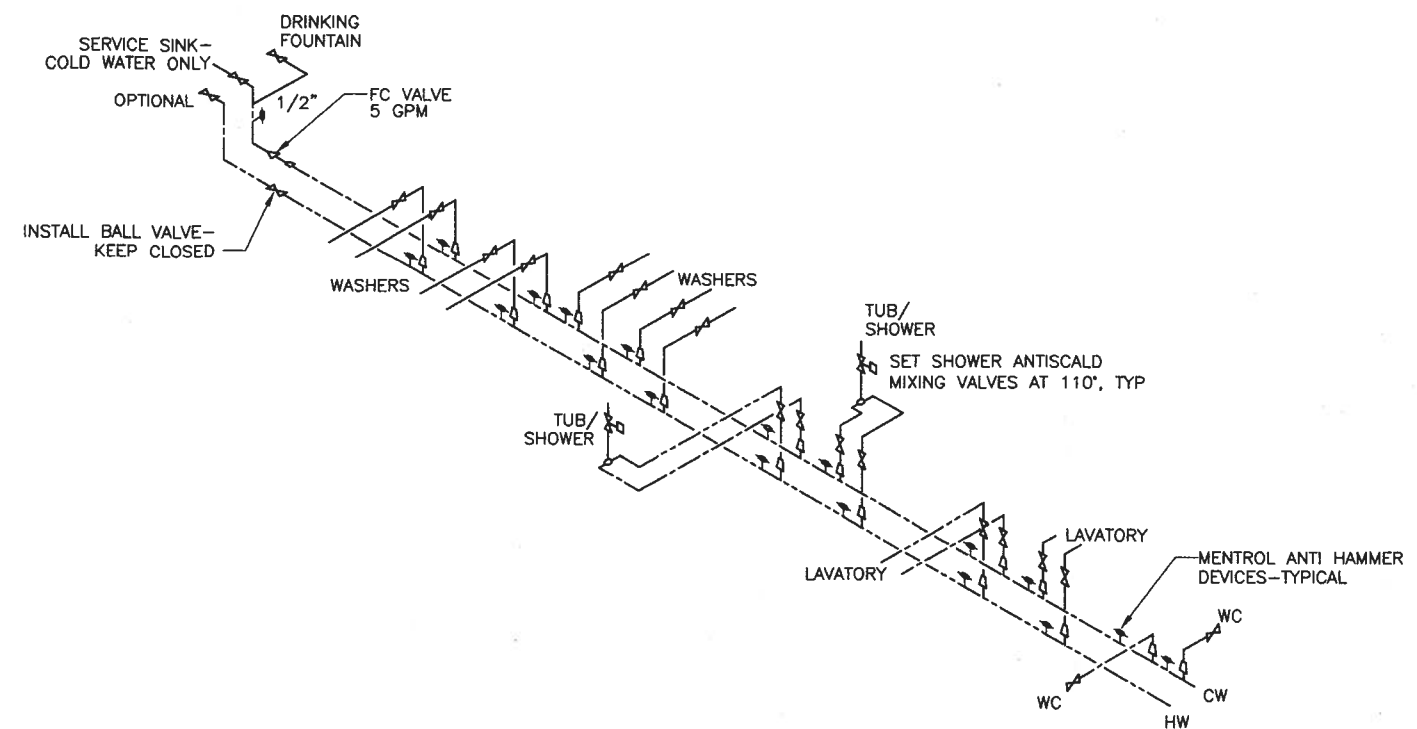 DRINKING
FOUNTAIN
SERVICE SINK-
COLD WATER ONLY
OPTIONAL
1/2"
FC VALVE
5 GPM
INSTALL BALL VALVE-
KEEP CLOSED
WASHERS
WASHERS
TUB/
SHOWER
SET SHOWER ANTISCALD
MIXING VALVES AT 110°, TYP
TUB/
SHOWER
LAVATORY
LAVATORY
MENTROL ANTI HAMMER
DEVICES-TYPICAL
WC
WC
CW
HW